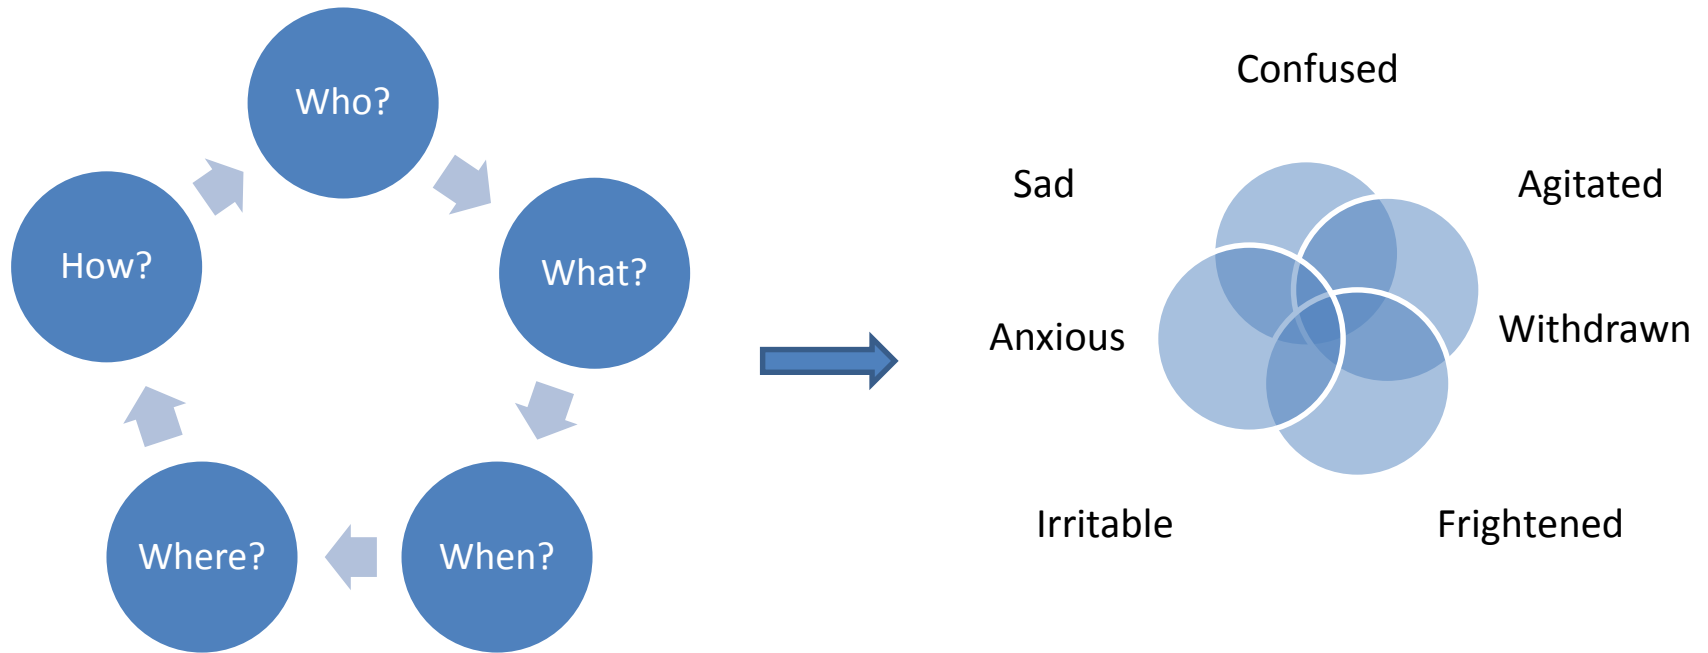 Who?
What?
When?
Where?
How?
Confused
Sad
Agitated
Anxious
Withdrawn
Irritable
Frightened